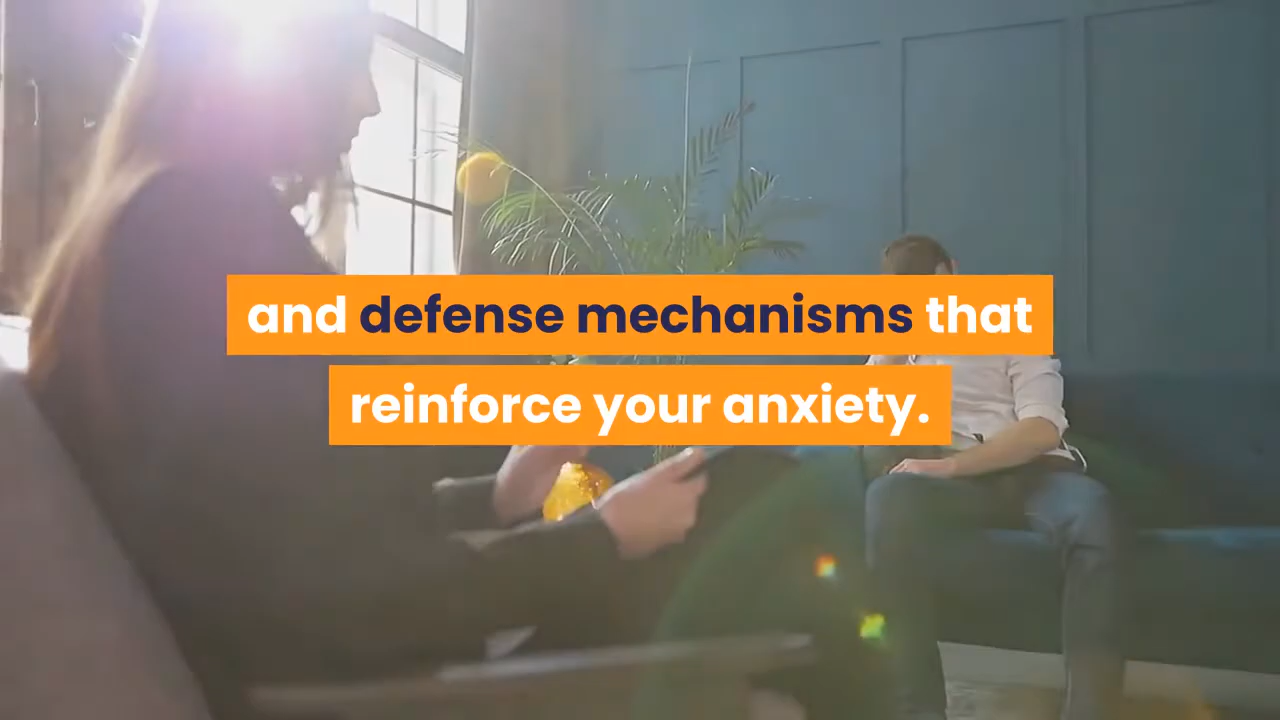 and defense mechanisms that
reinforce your anxiety.